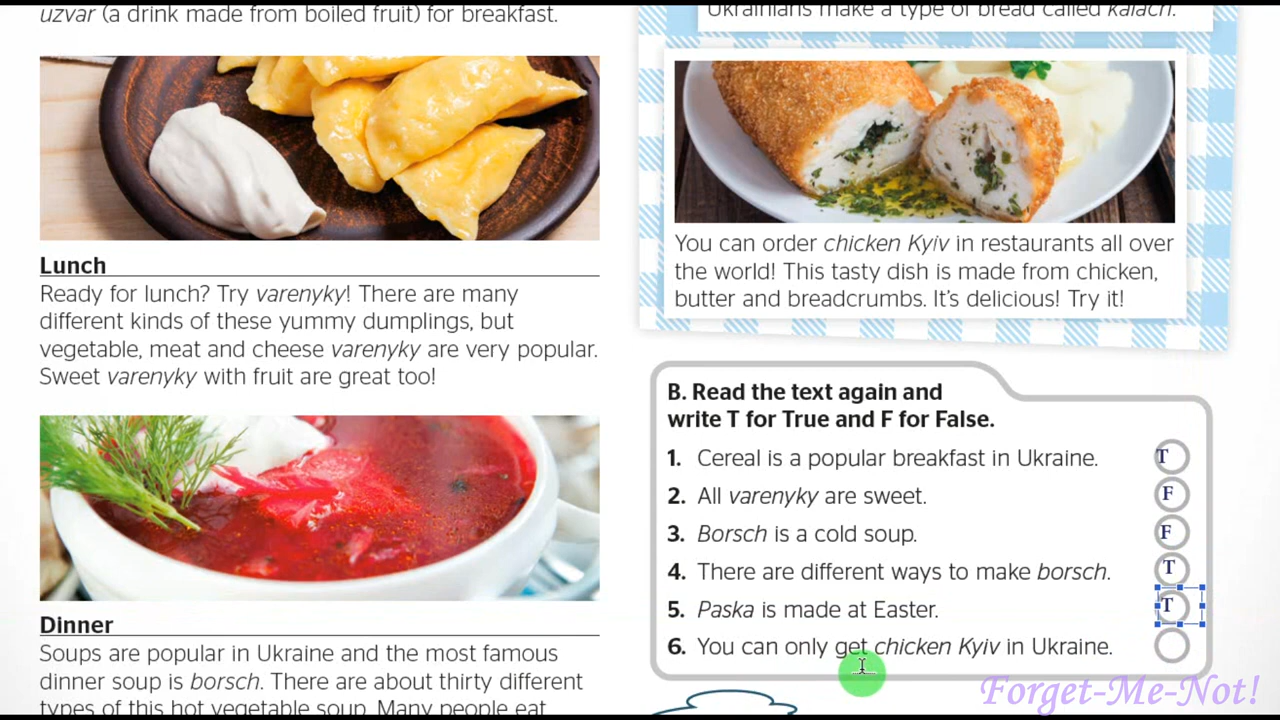 uzvar (a drink made from boiled fruit) for breakfast.
Lunch
Ready for lunch? Try varenyky! There are many
different kinds of these yummy dumplings, but
vegetable, meat and cheese varenyky are very popular.
Sweet varenyky with fruit are great too!
Dinner
Soups are popular in Ukraine and the most famous
dinner soup is borsch. There are about thirty different
types of this hot vegetable soup. Many people eat
Ukrainians make a type of bread called kalach.
You can order chicken Kyiv in restaurants all over
the world! This tasty dish is made from chicken,
butter and breadcrumbs. It's delicious! Try it!
B. Read the text again and
write T for True and F for False.
1. Cereal is a popular breakfast in Ukraine. T
2. All varenyky are sweet. F
3. Borsch is a cold soup. F
4. There are different ways to make borsch. T
5. Paska is made at Easter. T
6. You can only get chicken Kyiv in Ukraine.
Forget-Me-Not!